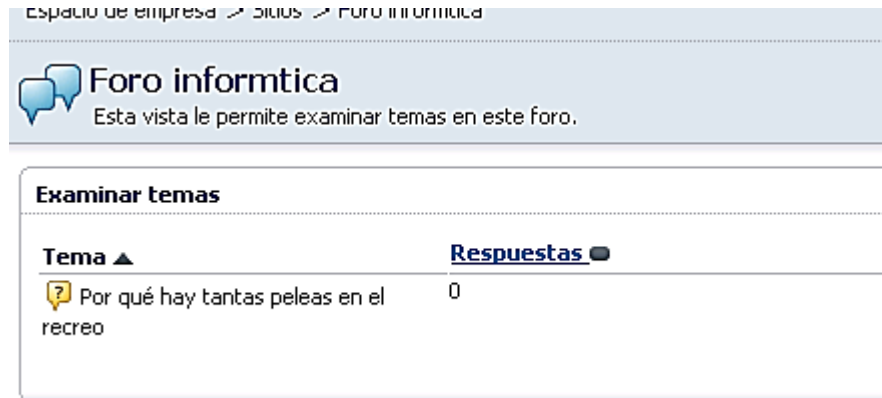 Espacio de empresa > Sitios > Foro informtica
Foro informtica
Esta vista le permite examinar temas en este foro.
Examinar temas
Tema Respuestas
Por qué hay tantas peleas en el 0
recreo